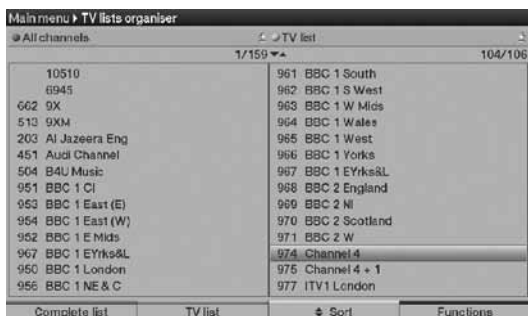 Main menu ▸ TV lists organiser
All channels
TV list
1/159
104/106
10510
6945
662 9X
513 9XM
203 Al Jazeera Eng
451 Audi Channel
504 B4U Music
951 BBC 1 CI
953 BBC 1 East (E)
954 BBC 1 East (W)
952 BBC 1 E Mids
967 BBC 1 EYrks&L
950 BBC 1 London
956 BBC 1 NE & C
961 BBC 1 South
962 BBC 1 S West
963 BBC 1 W Mids
964 BBC 1 Wales
965 BBC 1 West
966 BBC 1 Yorks
967 BBC 1 EYrks&L
968 BBC 2 England
969 BBC 2 NI
970 BBC 2 Scotland
971 BBC 2 W
974 Channel 4
975 Channel 4 + 1
977 ITV1 London
Complete list
TV list
Sort
Functions